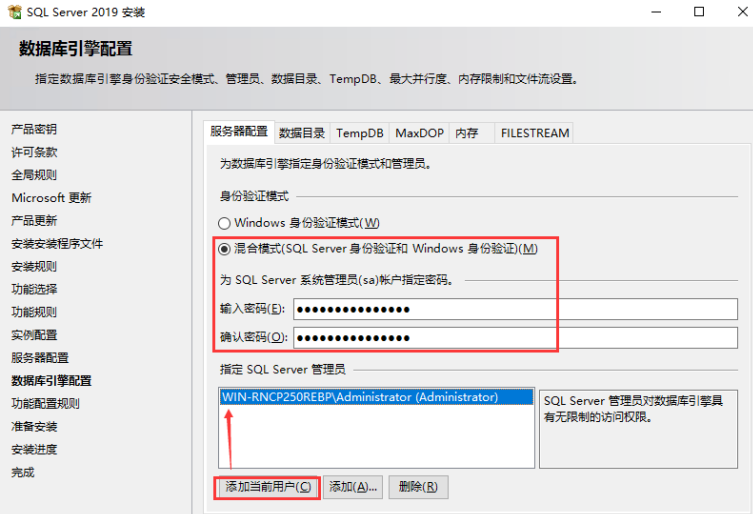 SQL Server 2019 安装
数据库引擎配置
指定数据库引擎身份验证安全模式、管理员、数据目录、TempDB、最大并行度、内存限制和文件流设置。
产品密钥
许可条款
全局规则
Microsoft 更新
产品更新
安装安装程序文件
安装规则
功能选择
功能规则
实例配置
服务器配置
数据库引擎配置
功能配置规则
准备安装
安装进度
完成
服务器配置 数据目录 TempDB MaxDOP 内存 FILESTREAM
为数据库引擎指定身份验证模式和管理员。
身份验证模式
Windows 身份验证模式(W)
混合模式(SQL Server 身份验证和 Windows 身份验证)(M)
为 SQL Server 系统管理员(sa)帐户指定密码。
输入密码(E): ●●●●●●●●●●●●●●●
确认密码(O): ●●●●●●●●●●●●●●●
指定 SQL Server 管理员
WIN-RNCP250REBP\Administrator (Administrator)
SQL Server 管理员对数据库引擎具
有无限制的访问权限。
添加当前用户(C) 添加(A)... 删除(R)